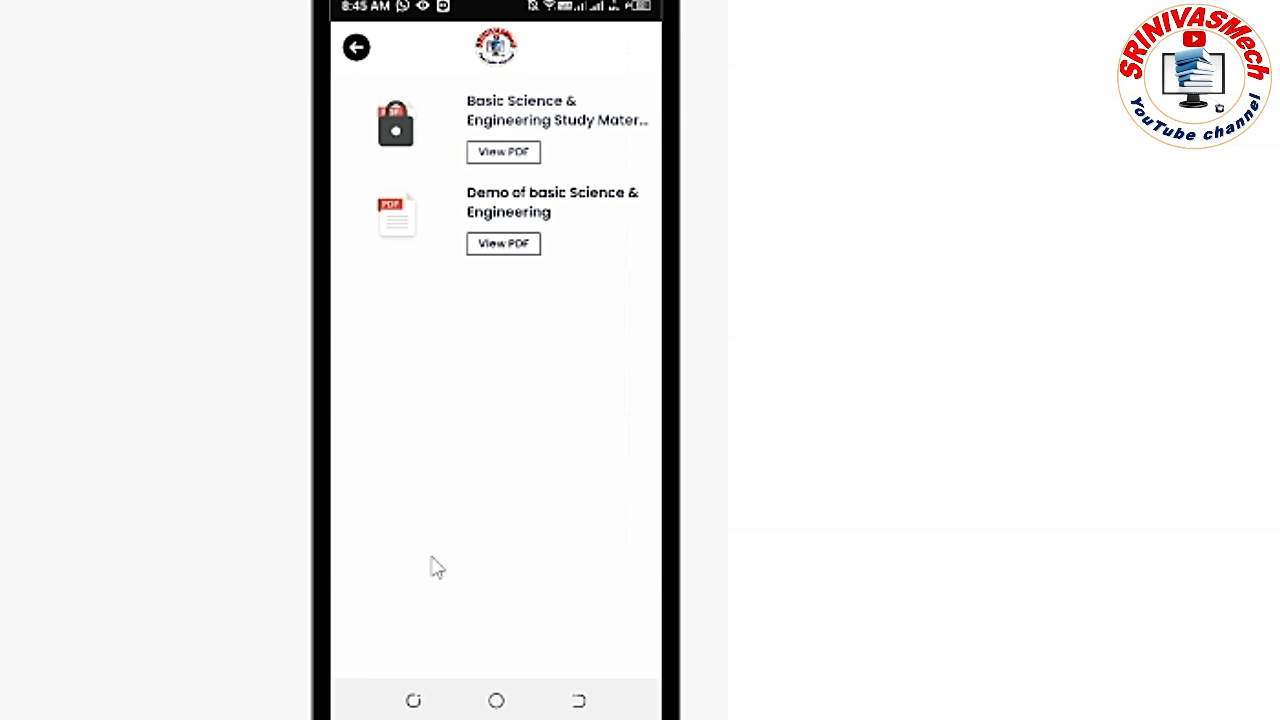 8:45 AM
Basic Science &
Engineering Study Mater...
View PDF
PDF
Demo of basic Science &
Engineering
View PDF
SRINIVASMech
YouTube channel